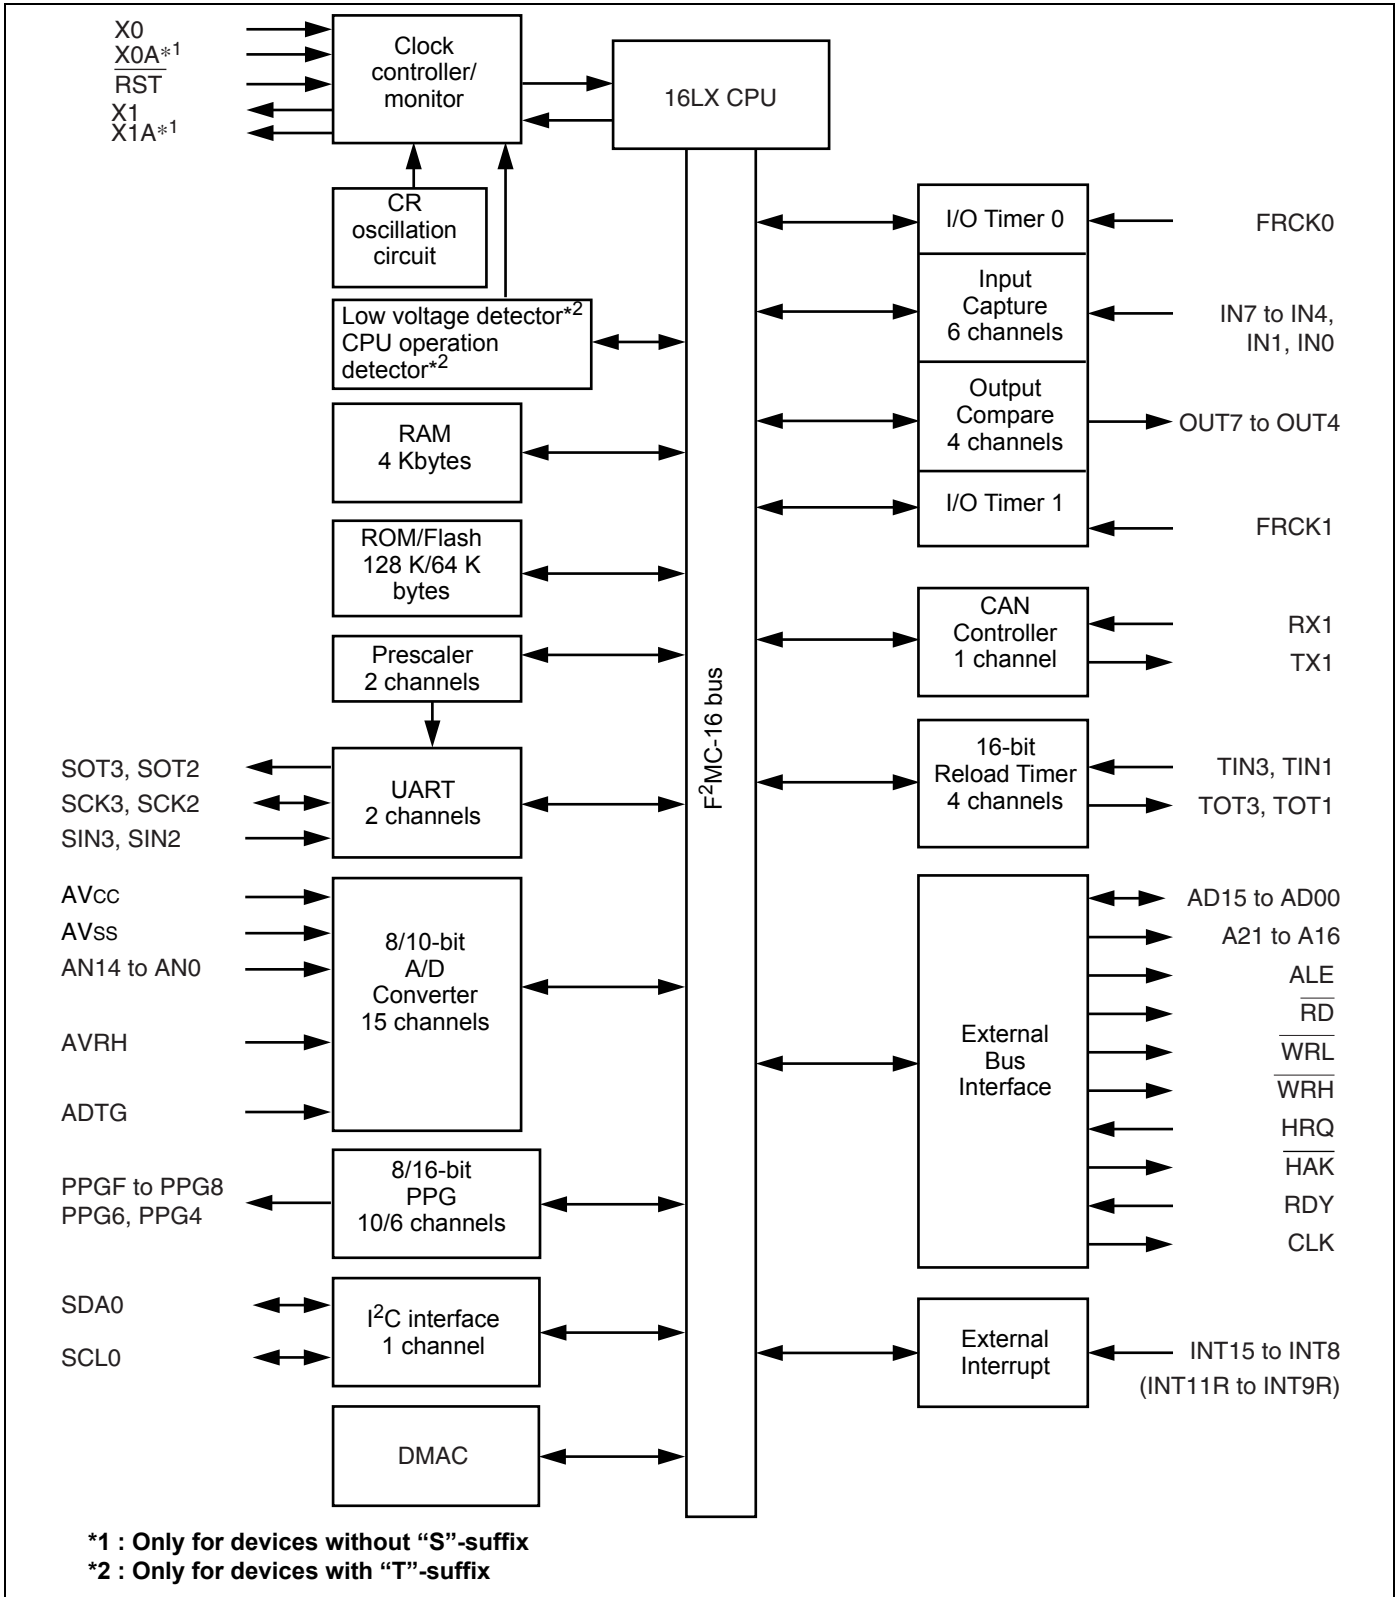 X0
X0A*1
RST
X1
X1A*1
Clock
controller/
monitor
16LX CPU
CR
oscillation
circuit
Low voltage detector*2
CPU operation
detector*2
RAM
4 Kbytes
ROM/Flash
128 K/64 K
bytes
Prescaler
2 channels
SOT3, SOT2
SCK3, SCK2
SIN3, SIN2
UART
2 channels
AVcc
AVss
AN14 to AN0
AVRH
ADTG
8/10-bit
A/D
Converter
15 channels
PPGF to PPG8
PPG6, PPG4
8/16-bit
PPG
10/6 channels
SDA0
SCL0
I2C interface
1 channel
DMAC
F2MC-16 bus
I/O Timer 0
FRCK0
Input
Capture
6 channels
IN7 to IN4,
IN1, IN0
Output
Compare
4 channels
OUT7 to OUT4
I/O Timer 1
FRCK1
CAN
Controller
1 channel
RX1
TX1
16-bit
Reload Timer
4 channels
TIN3, TIN1
TOT3, TOT1
External
Bus
Interface
AD15 to AD00
A21 to A16
ALE
RD
WRL
WRH
HRQ
HAK
RDY
CLK
External
Interrupt
INT15 to INT8
(INT11R to INT9R)
*1 : Only for devices without “S”-suffix
*2 : Only for devices with “T”-suffix